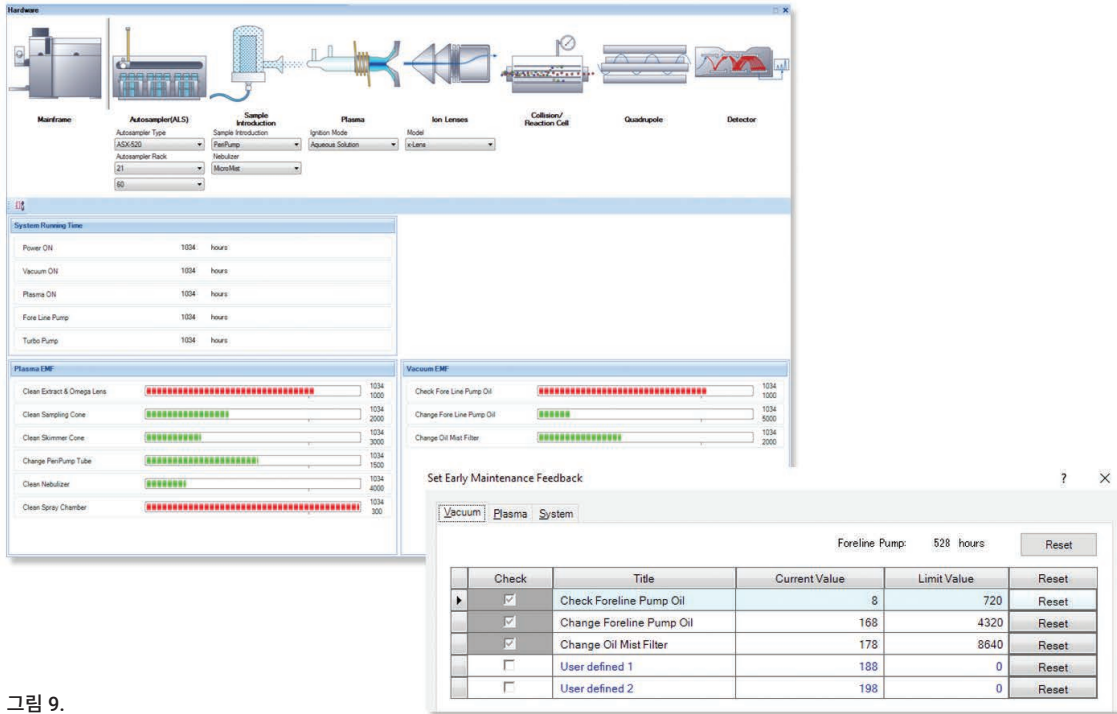 Hardware
Mainframe
Autosampler(ALS)
Autosampler Type
ASX-520
Autosampler Rack
21
60
Sample
Introduction
Sample Introduction
PeriPump
Nebulizer
MicroMist
Plasma
Ignition Mode
Aqueous Solution
Ion Lenses
Model
x-Lens
Collision/
Reaction Cell
Quadrupole
Detector
System Running Time
Power ON 1034 hours
Vacuum ON 1034 hours
Plasma ON 1034 hours
Fore Line Pump 1034 hours
Turbo Pump 1034 hours
Plasma EMF
Clean Extract & Omega Lens 1034
1000
Clean Sampling Cone 1034
2000
Clean Skimmer Cone 1034
3000
Change PeriPump Tube 1034
1500
Clean Nebulizer 1034
4000
Clean Spray Chamber 1034
300
Vacuum EMF
Check Fore Line Pump Oil 1034
1000
Change Fore Line Pump Oil 1034
5000
Change Oil Mist Filter 1034
2000
Set Early Maintenance Feedback ? ×
Vacuum Plasma System
Foreline Pump: 528 hours Reset
Check Title Current Value Limit Value Reset
Check Foreline Pump Oil 8 720 Reset
Change Foreline Pump Oil 168 4320 Reset
Change Oil Mist Filter 178 8640 Reset
User defined 1 188 0 Reset
User defined 2 198 0 Reset
그림 9.